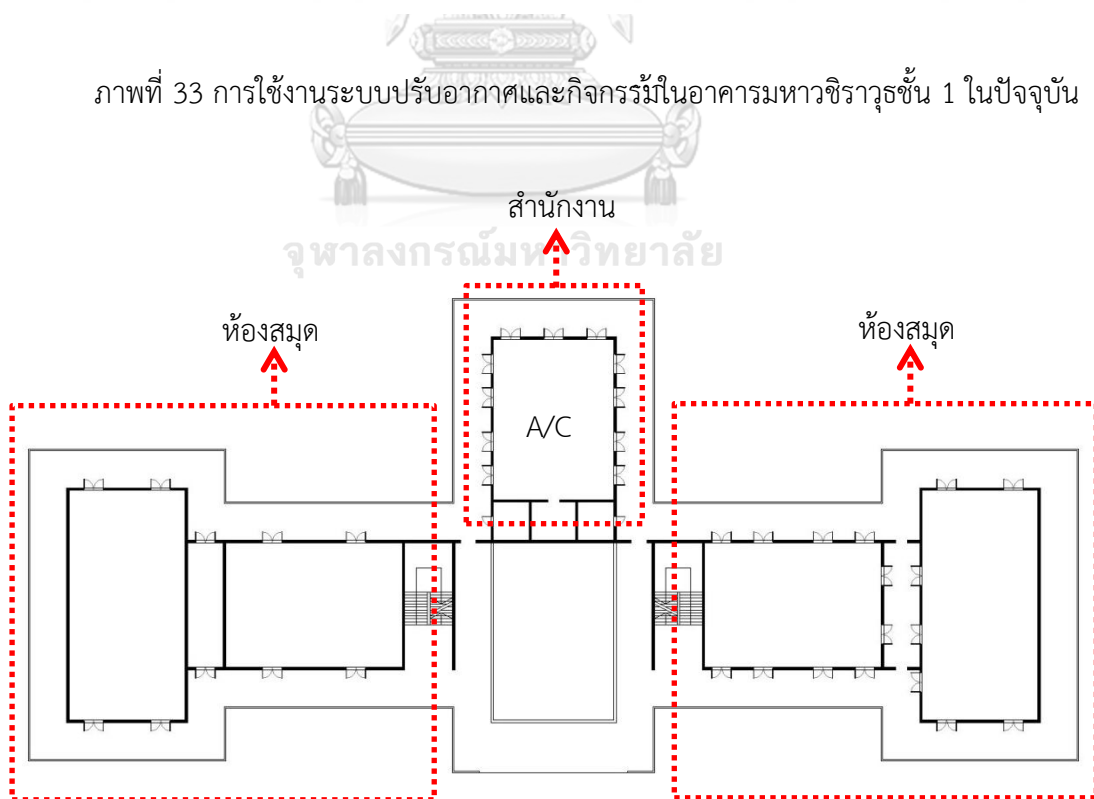 ภาพที่ 33 การใช้งานระบบปรับอากาศและกิจกรรมในอาคารมหาวชิราวุธชั้น 1 ในปัจจุบัน
สำนักงาน
จุฬาลงกรณ์มหาวิทยาลัย
ห้องสมุด
ห้องสมุด
A/C